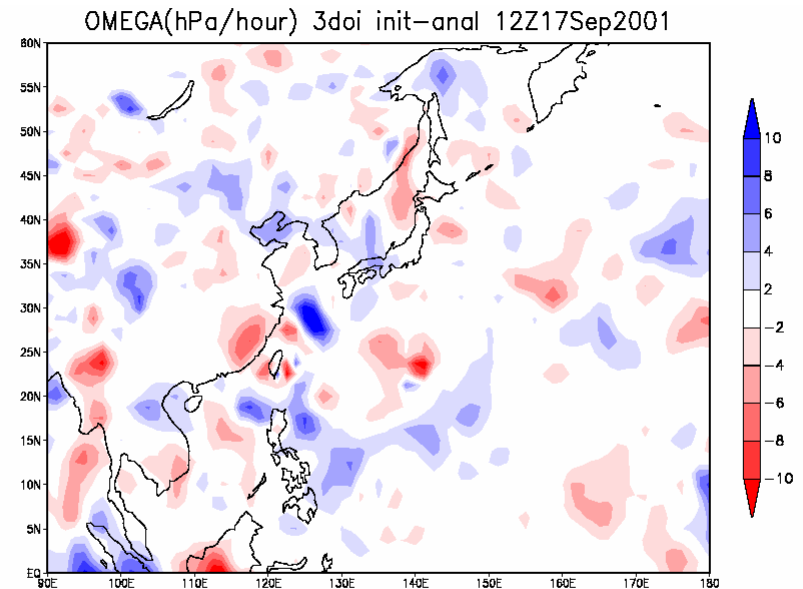 OMEGA(hPa/hour) 3doi init-anal 12Z17Sep2001
60N
55N
50N
45N
40N
35N
30N
25N
20N
15N
10N
5N
EQ
90E 100E 110E 120E 130E 140E 150E 160E 170E 180
10
8
6
4
2
-2
-4
-6
-8
-10